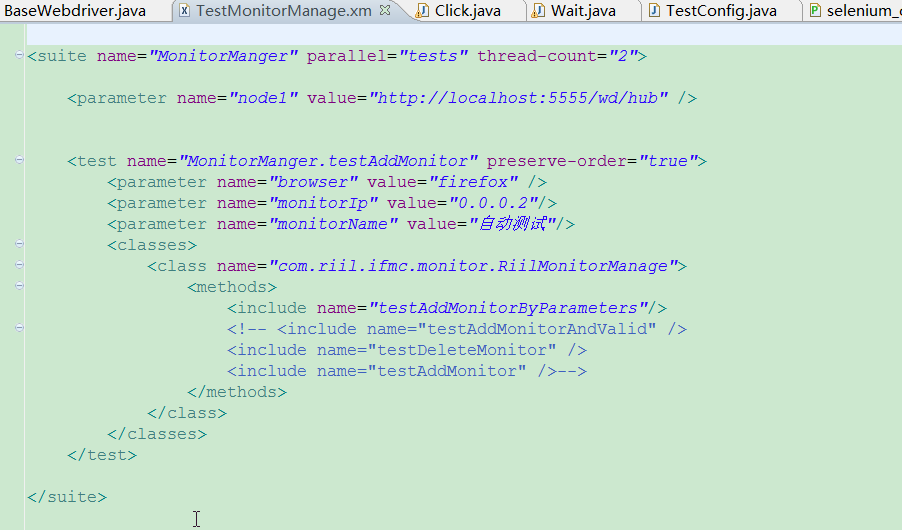 BaseWebdriver.java TestMonitorManage.xm Click.java Wait.java TestConfig.java
<suite name="MonitorManger" parallel="tests" thread-count="2">
<parameter name="node1" value="http://localhost:5555/wd/hub" />
<test name="MonitorManger.testAddMonitor" preserve-order="true">
<parameter name="browser" value="firefox" />
<parameter name="monitorIp" value="0.0.0.2"/>
<parameter name="monitorName" value="自动测试"/>
<classes>
<class name="com.riil.ifmc.monitor.RiilMonitorManage">
<methods>
<include name="testAddMonitorByParameters"/>
<!-- <include name="testAddMonitorAndValid" />
<include name="testDeleteMonitor" />
<include name="testAddMonitor" />-->
</methods>
</class>
</classes>
</test>
</suite>